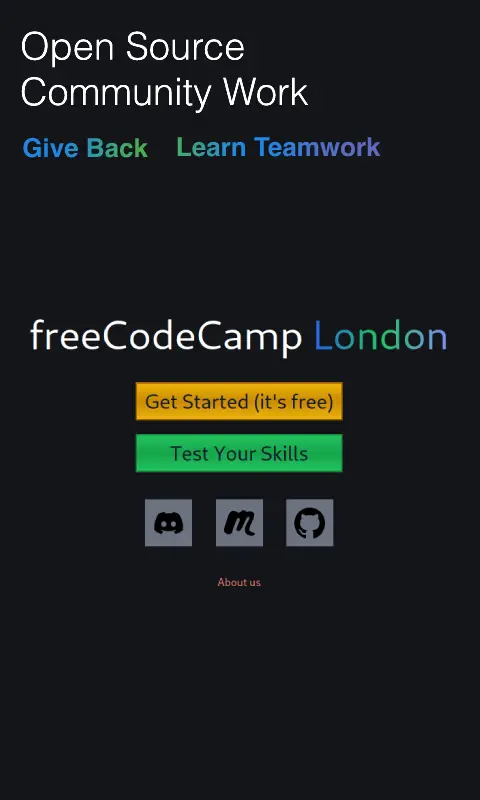 Open Source
Community Work
Give Back Learn Teamwork
freeCodeCamp London
Get Started (it's free)
Test Your Skills
About us